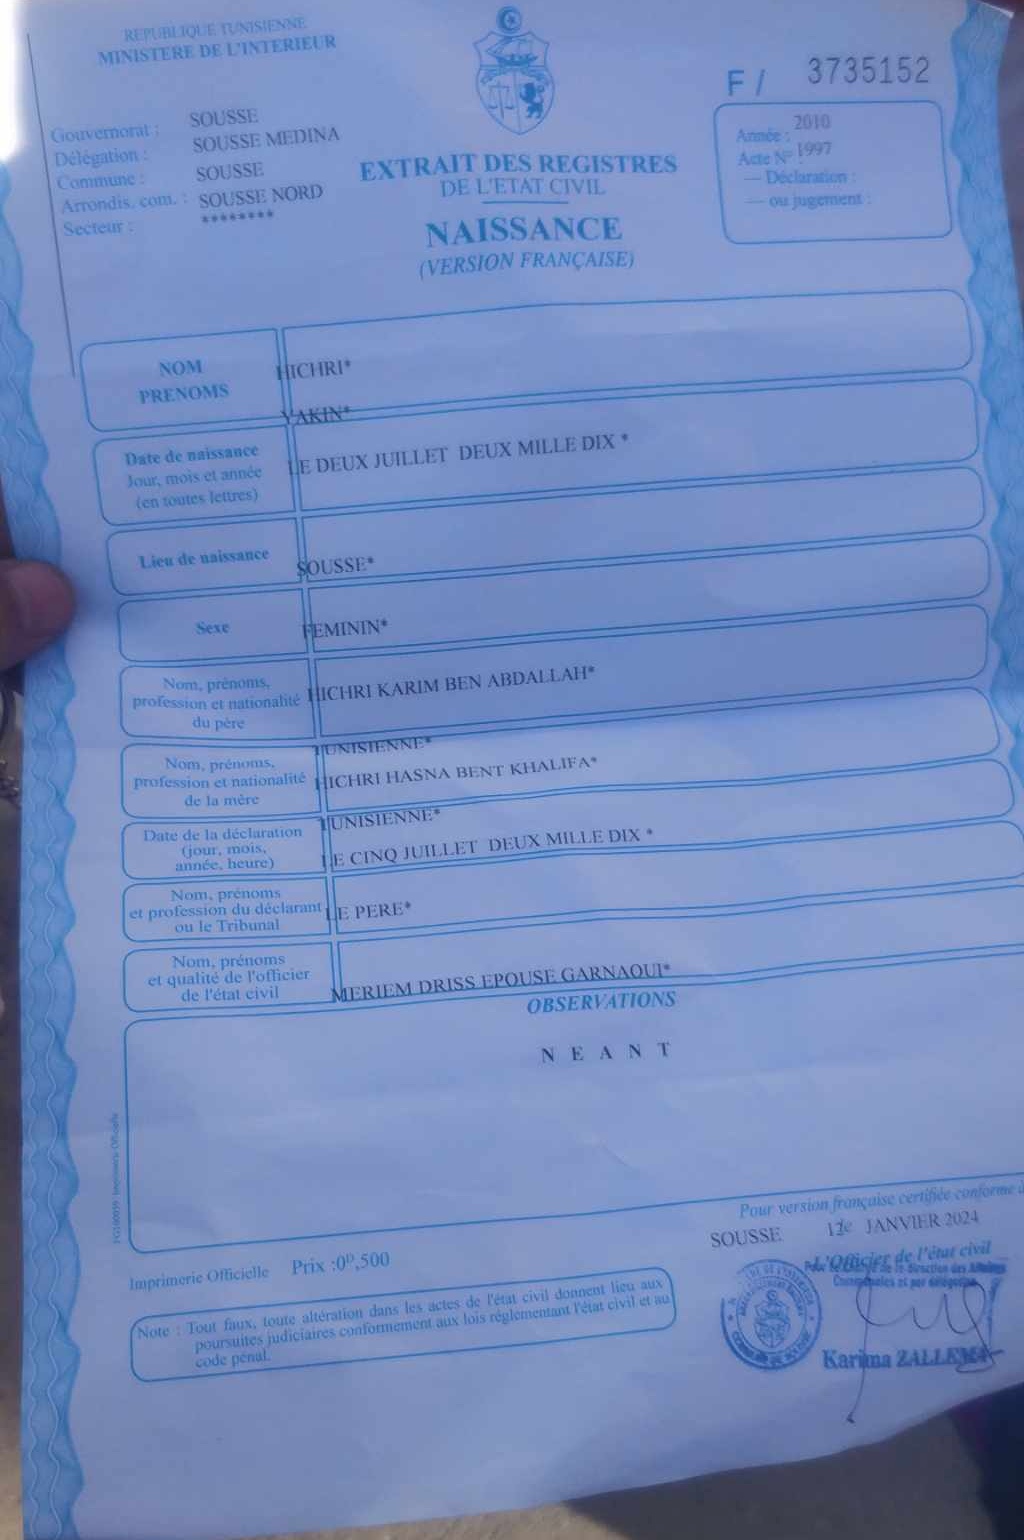 REPUBLIQUE TUNISIENNE
MINISTERE DE L'INTERIEUR
F / 3735152
Gouvernorat : SOUSSE
Délégation : SOUSSE MEDINA
Commune : SOUSSE
Arrondis. com. : SOUSSE NORD
Secteur : ********
Année : 2010
Acte N° 1997
— Déclaration :
— ou jugement :
EXTRAIT DES REGISTRES
DE L'ETAT CIVIL
NAISSANCE
(VERSION FRANÇAISE)
NOM
PRENOMS
HICHRI*
YAKIN*
Date de naissance
Jour, mois et année
(en toutes lettres)
LE DEUX JUILLET DEUX MILLE DIX *
Lieu de naissance
SOUSSE*
Sexe
FEMININ*
Nom, prénoms,
profession et nationalité
du père
HICHRI KARIM BEN ABDALLAH*
TUNISIENNE*
Nom, prénoms,
profession et nationalité
de la mère
HICHRI HASNA BENT KHALIFA*
TUNISIENNE*
Date de la déclaration
(jour, mois,
année, heure)
LE CINQ JUILLET DEUX MILLE DIX *
Nom, prénoms
et profession du déclarant
ou le Tribunal
LE PERE*
Nom, prénoms
et qualité de l'officier
de l'état civil
MERIEM DRISS EPOUSE GARNAOUI*
OBSERVATIONS
N E A N T
Pour version française certifiée conforme à
SOUSSE 12e JANVIER 2024
L'Officier de l'état civil
Communales et par délégation
Karima ZALLEMA
Imprimerie Officielle Prix :0ᴰ,500
Note : Tout faux, toute altération dans les actes de l'état civil donnent lieu aux
poursuites judiciaires conformement aux lois réglementant l'état civil et au
code pénal.